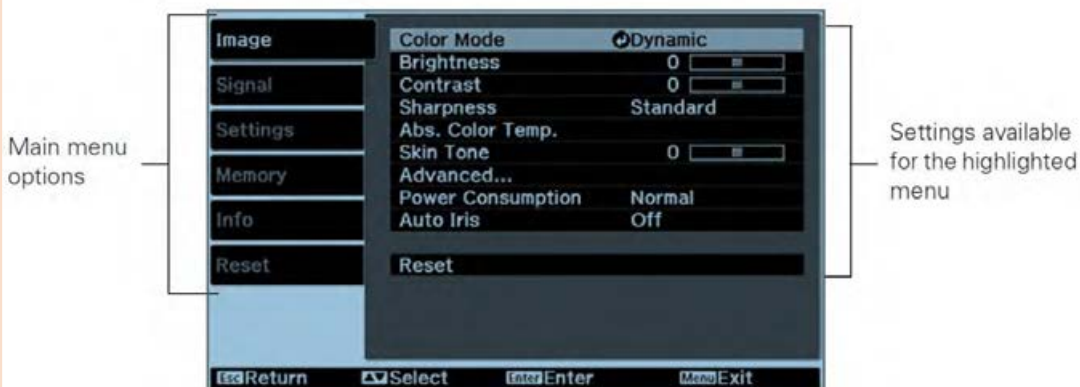 Main menu
options
Image
Signal
Settings
Memory
Info
Reset
Color Mode Dynamic
Brightness 0
Contrast 0
Sharpness Standard
Abs. Color Temp.
Skin Tone 0
Advanced...
Power Consumption Normal
Auto Iris Off
Reset
Esc Return Select Enter Enter Menu Exit
Settings available
for the highlighted
menu